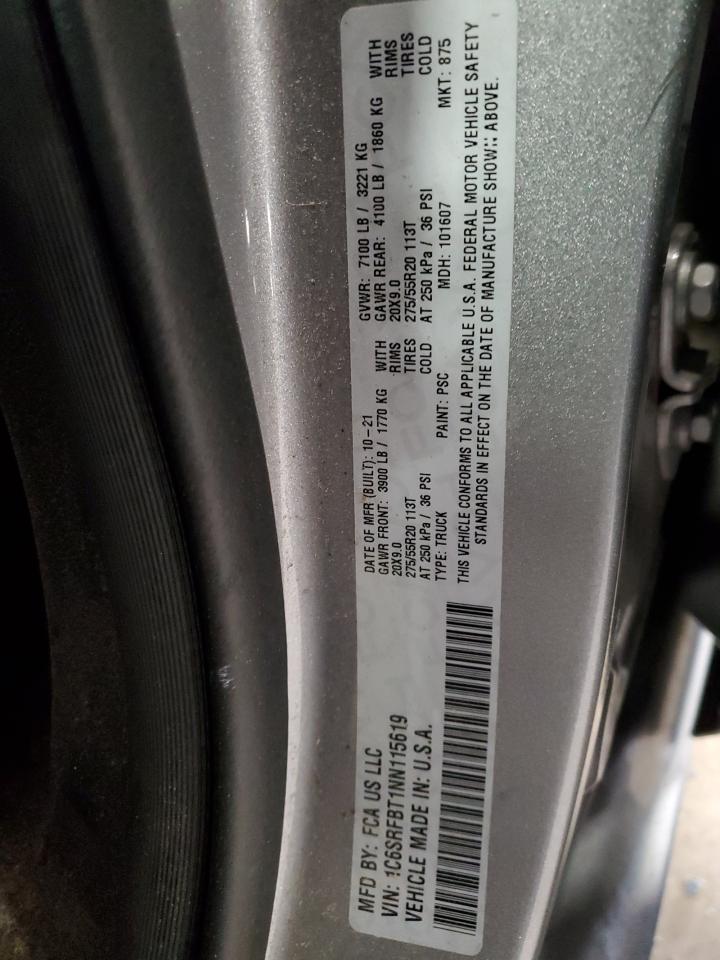 MFD BY: FCA US LLC
VIN: 1C6SRFBT1NN115619
VEHICLE MADE IN: U.S.A.
DATE OF MFR (BUILT): 10-21
GAWR FRONT: 3900 LB / 1770 KG WITH
20X9.0 RIMS
275/55R20 113T TIRES
AT 250 kPa / 36 PSI COLD
TYPE: TRUCK PAINT: PSC
GVWR: 7100 LB / 3221 KG
GAWR REAR: 4100 LB / 1860 KG WITH
20X9.0 RIMS
275/55R20 113T TIRES
AT 250 kPa / 36 PSI COLD
MDH: 101607 MKT: 875
THIS VEHICLE CONFORMS TO ALL APPLICABLE U.S.A. FEDERAL MOTOR VEHICLE SAFETY
STANDARDS IN EFFECT ON THE DATE OF MANUFACTURE SHOW:: ABOVE.